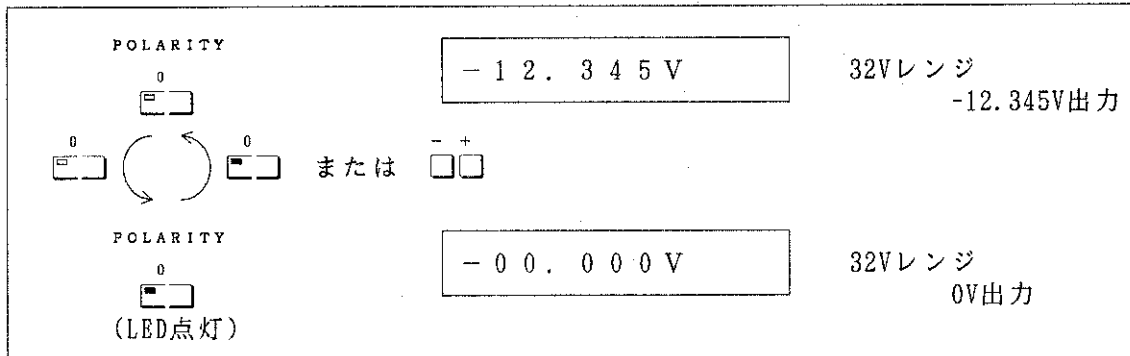 POLARITY
0
-12.345V
32Vレンジ
-12.345V出力
0
0
または
- +
POLARITY
0
(LED点灯)
-00.000V
32Vレンジ
0V出力